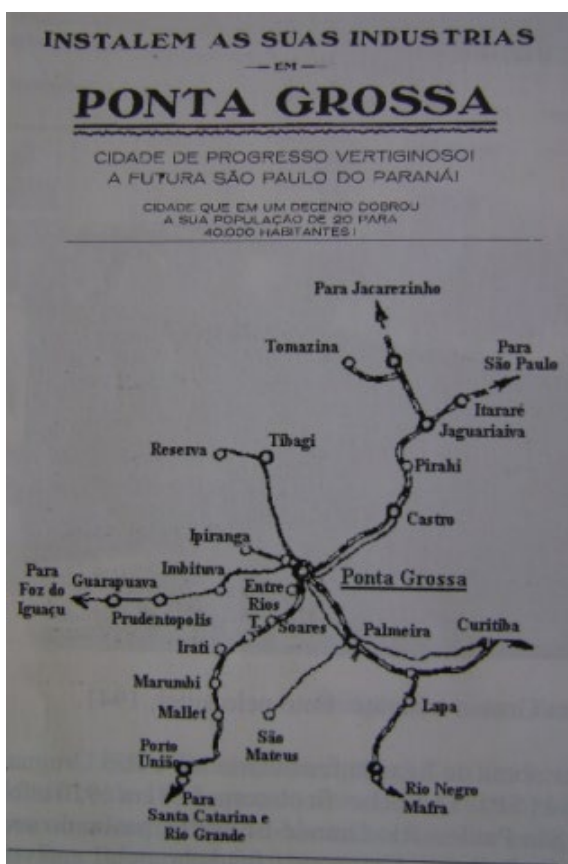 INSTALEM AS SUAS INDUSTRIAS
EM
PONTA GROSSA
CIDADE DE PROGRESSO VERTIGINOSO!
A FUTURA SÃO PAULO DO PARANÁ!
CIDADE QUE EM UM DECENIO DOBROU
A SUA POPULAÇÃO DE 20 PARA
40.000 HABITANTES!
Para Jacarezinho
Tomazina
Para
São Paulo
Itararé
Jaguariaiva
Reserva
Tibagi
Pirahi
Castro
Ipiranga
Imbituva
Para
Foz do
Iguaçu
Guarapuava
Prudentopolis
Entre
Rios
Ponta Grossa
T. Soares
Palmeira
Curitiba
Irati
Marumbi
Mallet
São
Mateus
Lapa
Porto
União
Rio Negro
Mafra
Para
Santa Catarina e
Rio Grande